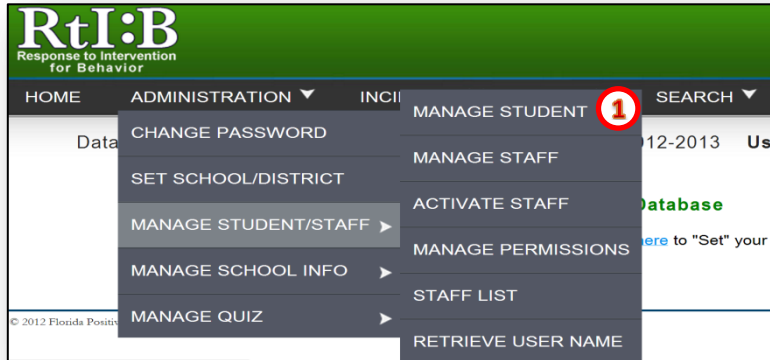 RtI:B
Response to Intervention
for Behavior
HOME ADMINISTRATION INCI SEARCH
Data 012-2013 Us
CHANGE PASSWORD
SET SCHOOL/DISTRICT
MANAGE STUDENT/STAFF
MANAGE SCHOOL INFO
MANAGE QUIZ
MANAGE STUDENT 1
MANAGE STAFF
ACTIVATE STAFF
MANAGE PERMISSIONS
STAFF LIST
RETRIEVE USER NAME
Database
here to "Set" your
© 2012 Florida Positiv